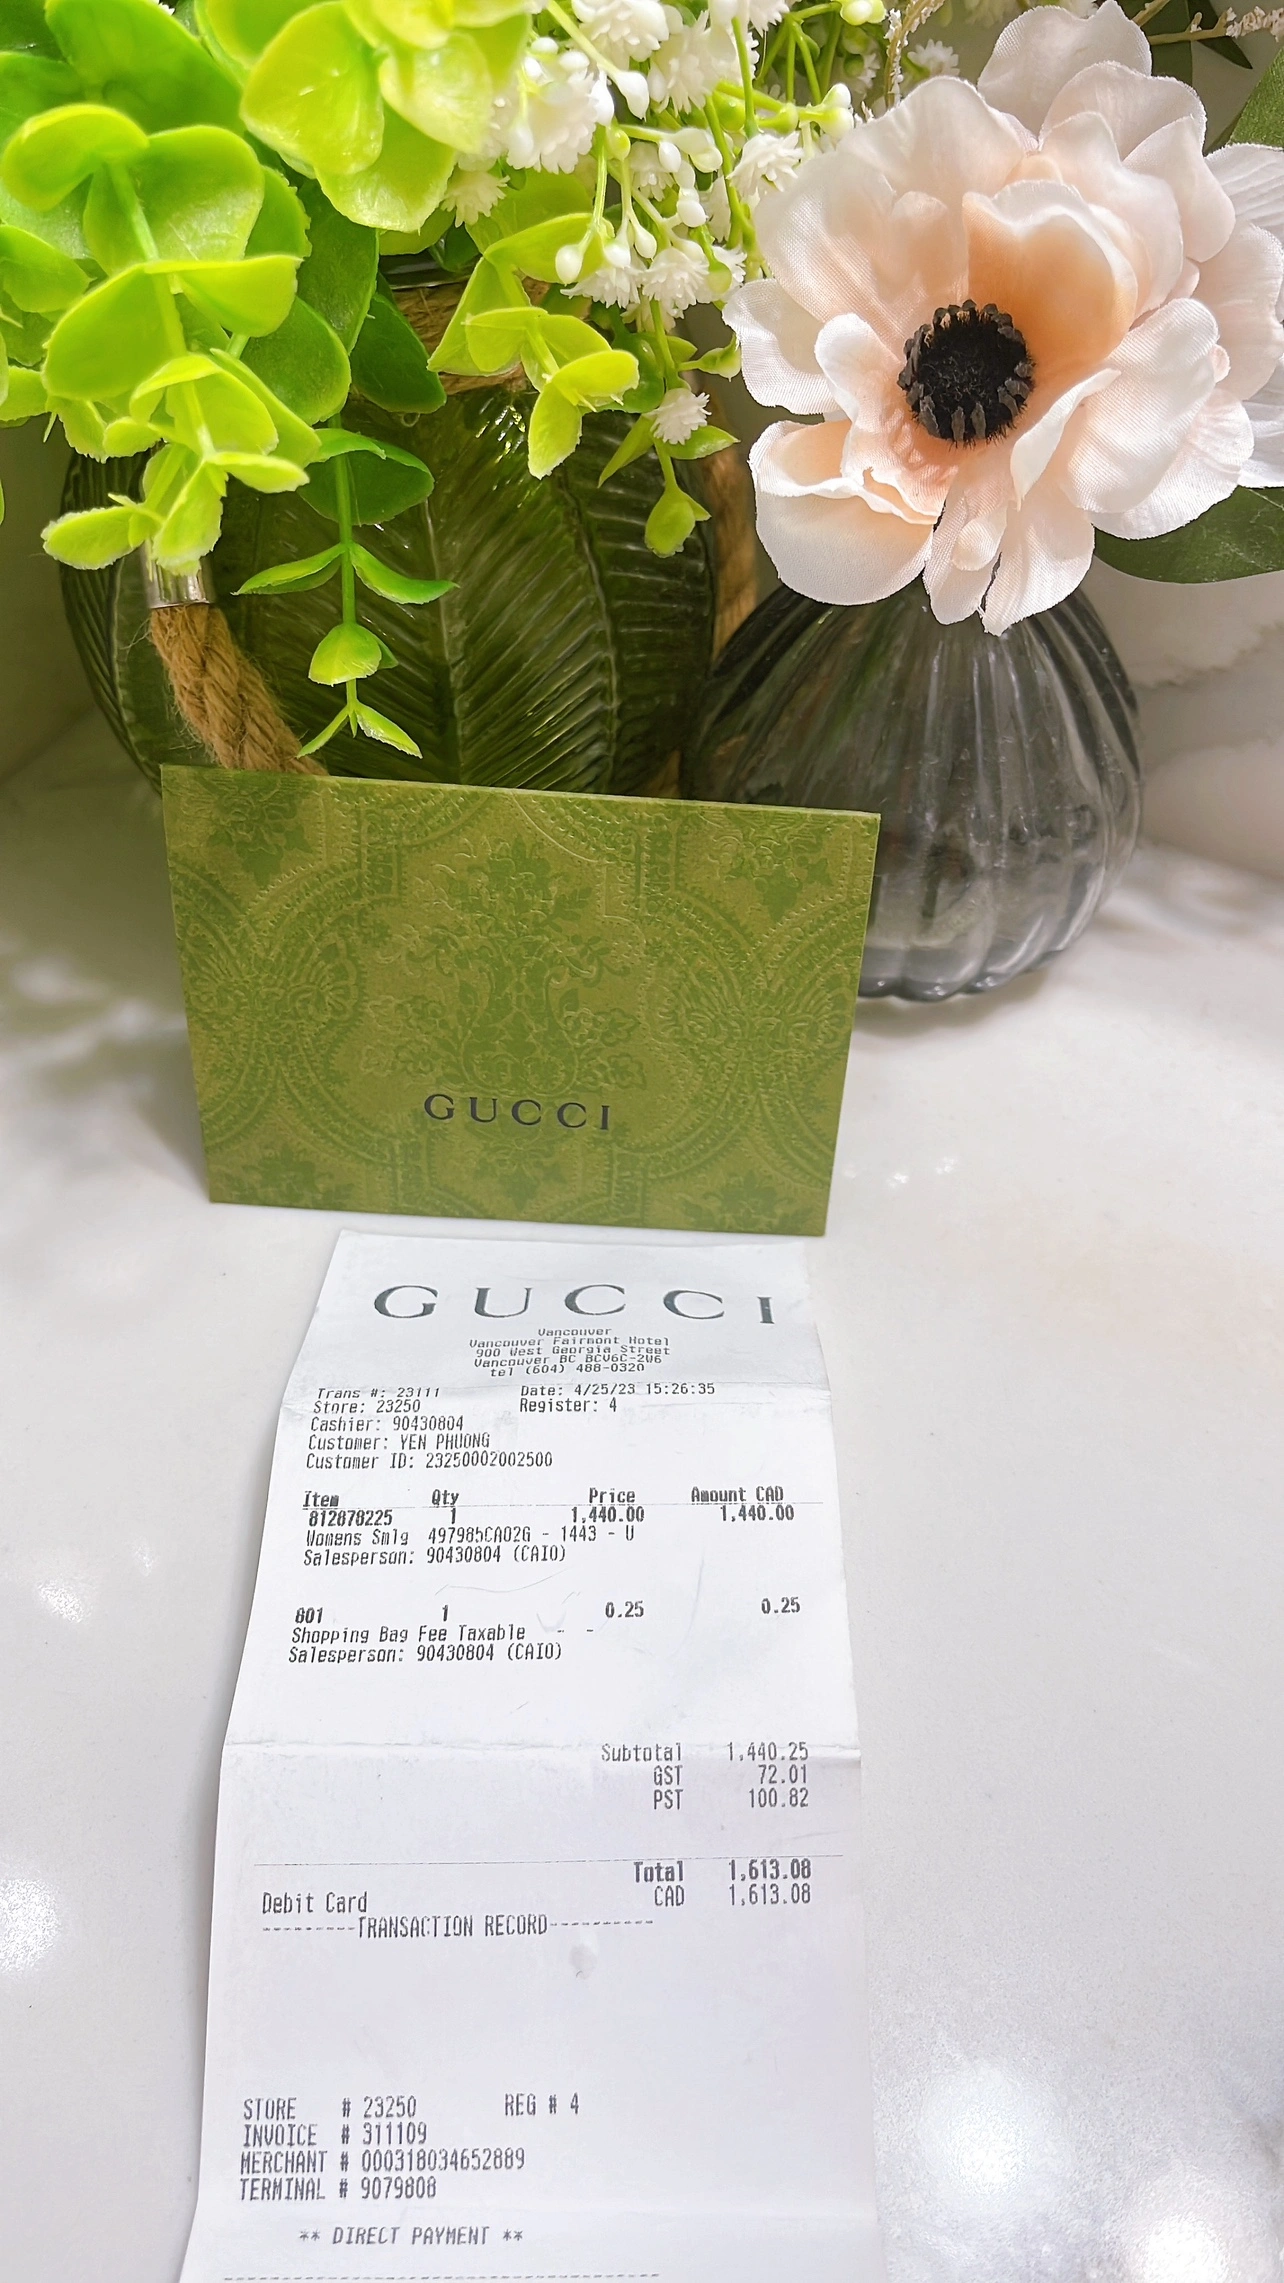 GUCCI
GUCCI
Vancouver
Vancouver Fairmont Hotel
900 West Georgia Street
Vancouver BC BCV6C-2W6
tel (604) 488-0320
Trans #: 23111 Date: 4/25/23 15:26:35
Store: 23250 Register: 4
Cashier: 90430804
Customer: YEN PHUONG
Customer ID: 23250002002500
Item Qty Price Amount CAD
812878225 1 1,440.00 1,440.00
Womens Smlg 497985CAO2G - 1443 - U
Salesperson: 90430804 (CAIO)
801 1 0.25 0.25
Shopping Bag Fee Taxable - -
Salesperson: 90430804 (CAIO)
Subtotal 1,440.25
GST 72.01
PST 100.82
Total 1,613.08
Debit Card CAD 1,613.08
---------TRANSACTION RECORD----------
STORE # 23250 REG # 4
INVOICE # 311109
MERCHANT # 000318034652889
TERMINAL # 9079808
** DIRECT PAYMENT **